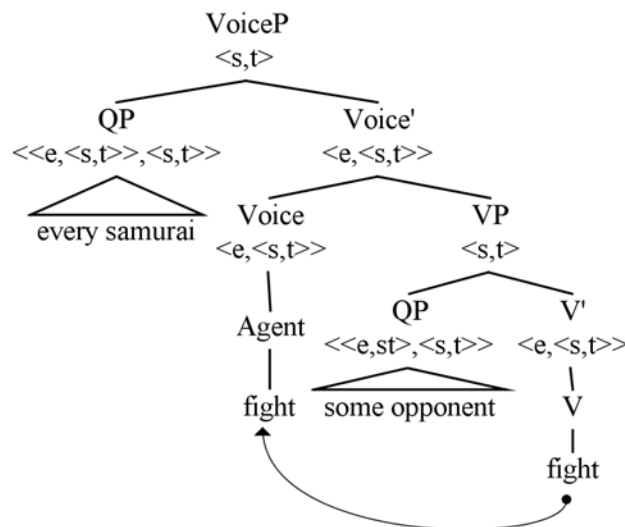 VoiceP
<s,t>
QP Voice'
<<e,<s,t>>,<s,t>> <e,<s,t>>
every samurai Voice VP
<e,<s,t>> <s,t>
Agent QP V'
<<e,st>,<s,t>> <e,<s,t>>
fight some opponent V
fight